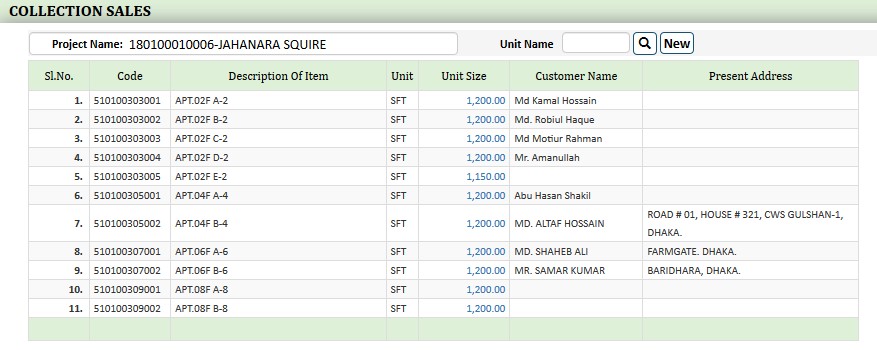 COLLECTION SALES
Project Name: 180100010006-JAHANARA SQUIRE Unit Name New
Sl.No. Code Description Of Item Unit Unit Size Customer Name Present Address
1. 510100303001 APT.02F A-2 SFT 1,200.00 Md Kamal Hossain
2. 510100303002 APT.02F B-2 SFT 1,200.00 Md. Robiul Haque
3. 510100303003 APT.02F C-2 SFT 1,200.00 Md Motiur Rahman
4. 510100303004 APT.02F D-2 SFT 1,200.00 Mr. Amanullah
5. 510100303005 APT.02F E-2 SFT 1,150.00
6. 510100305001 APT.04F A-4 SFT 1,200.00 Abu Hasan Shakil
7. 510100305002 APT.04F B-4 SFT 1,200.00 MD. ALTAF HOSSAIN ROAD # 01, HOUSE # 321, CWS GULSHAN-1,
DHAKA.
8. 510100307001 APT.06F A-6 SFT 1,200.00 MD. SHAHEB ALI FARMGATE. DHAKA.
9. 510100307002 APT.06F B-6 SFT 1,200.00 MR. SAMAR KUMAR BARIDHARA, DHAKA.
10. 510100309001 APT.08F A-8 SFT 1,200.00
11. 510100309002 APT.08F B-8 SFT 1,200.00